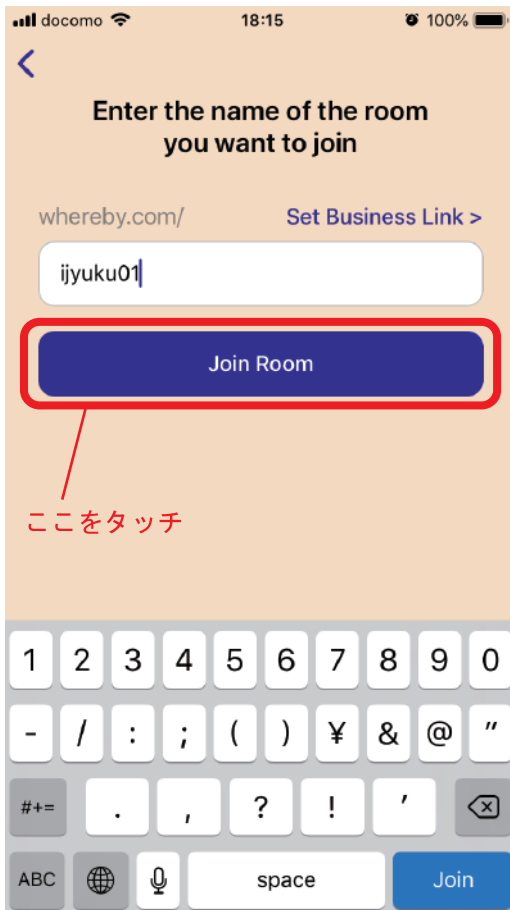 docomo 18:15 100%
Enter the name of the room
you want to join
whereby.com/ Set Business Link >
ijyuku01
Join Room
ここをタッチ
1 2 3 4 5 6 7 8 9 0
- / : ; ( ) ¥ & @ "
#+= . , ? ! '
ABC space Join